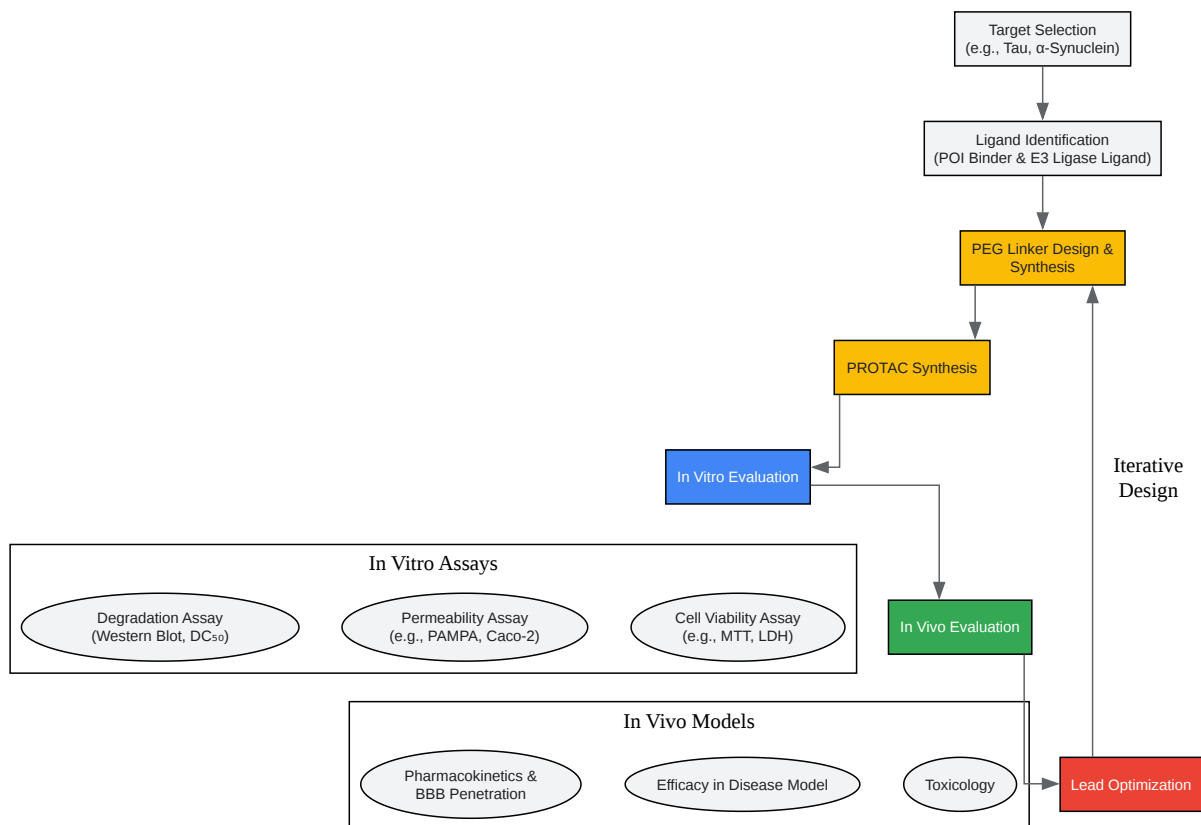 Target Selection
(e.g., Tau, α-Synuclein)
Ligand Identification
(POI Binder & E3 Ligase Ligand)
PEG Linker Design &
Synthesis
PROTAC Synthesis
Iterative
Design
In Vitro Evaluation
In Vitro Assays
Degradation Assay
(Western Blot, DC₅₀)
Permeability Assay
(e.g., PAMPA, Caco-2)
Cell Viability Assay
(e.g., MTT, LDH)
In Vivo Evaluation
In Vivo Models
Pharmacokinetics &
BBB Penetration
Efficacy in Disease Model
Toxicology
Lead Optimization